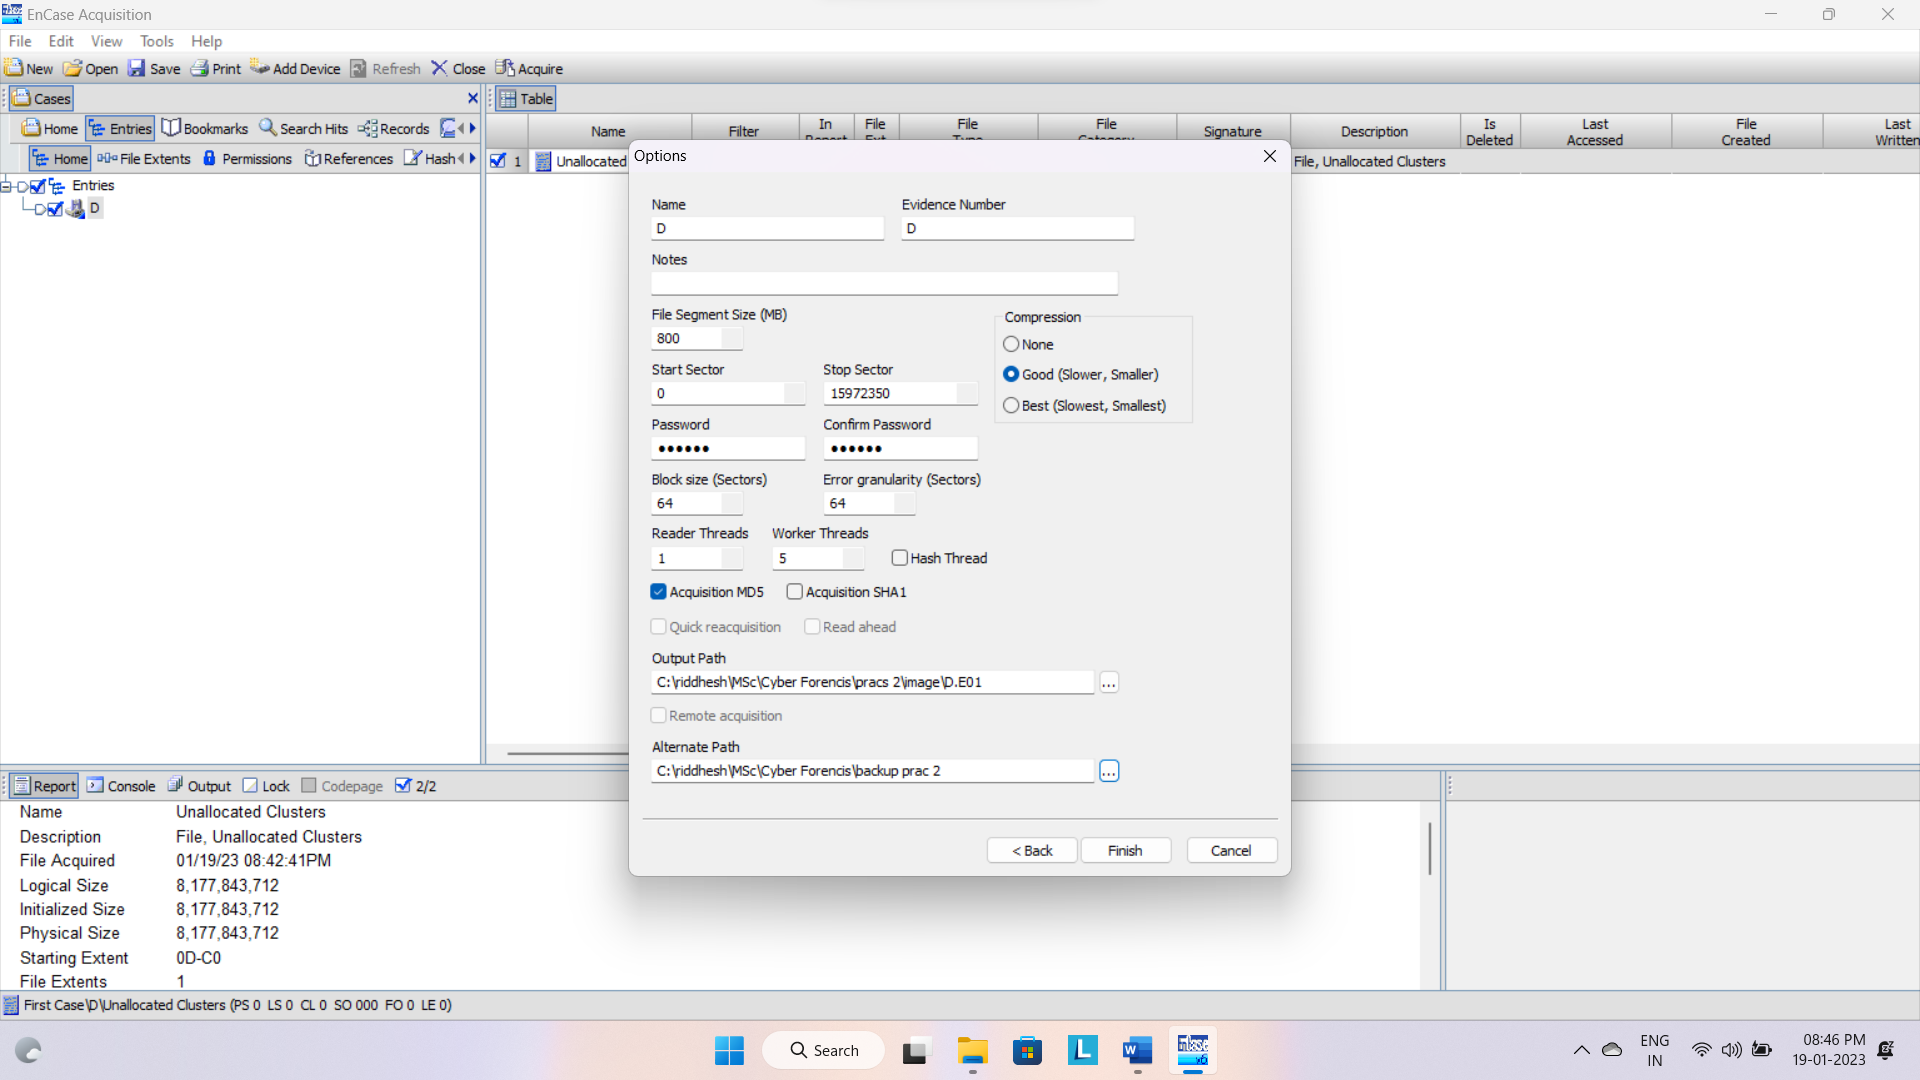 EnCase Acquisition
File Edit View Tools Help
New Open Save Print Add Device Refresh Close Acquire
Cases
Table
Home Entries Bookmarks Search Hits Records
Home File Extents Permissions References Hash
Name Filter In Report File Ext File Type File Category Signature Description Is Deleted Last Accessed File Created Last Written
1 Unallocated File, Unallocated Clusters
Entries
D
Options
Name Evidence Number
D D
Notes
File Segment Size (MB)
800
Compression
None
Good (Slower, Smaller)
Best (Slowest, Smallest)
Start Sector Stop Sector
0 15972350
Password Confirm Password
•••••• ••••••
Block size (Sectors) Error granularity (Sectors)
64 64
Reader Threads Worker Threads
1 5 Hash Thread
Acquisition MD5 Acquisition SHA1
Quick reacquisition Read ahead
Output Path
C:\riddhesh\MSc\Cyber Forencis\pracs 2\image\D.E01
...
Remote acquisition
Alternate Path
C:\riddhesh\MSc\Cyber Forencis\backup prac 2
...
< Back Finish Cancel
Report Console Output Lock Codepage 2/2
Name Unallocated Clusters
Description File, Unallocated Clusters
File Acquired 01/19/23 08:42:41PM
Logical Size 8,177,843,712
Initialized Size 8,177,843,712
Physical Size 8,177,843,712
Starting Extent 0D-C0
File Extents 1
First Case\D\Unallocated Clusters (PS 0 LS 0 CL 0 SO 000 FO 0 LE 0)
Search
ENG
IN
08:46 PM
19-01-2023